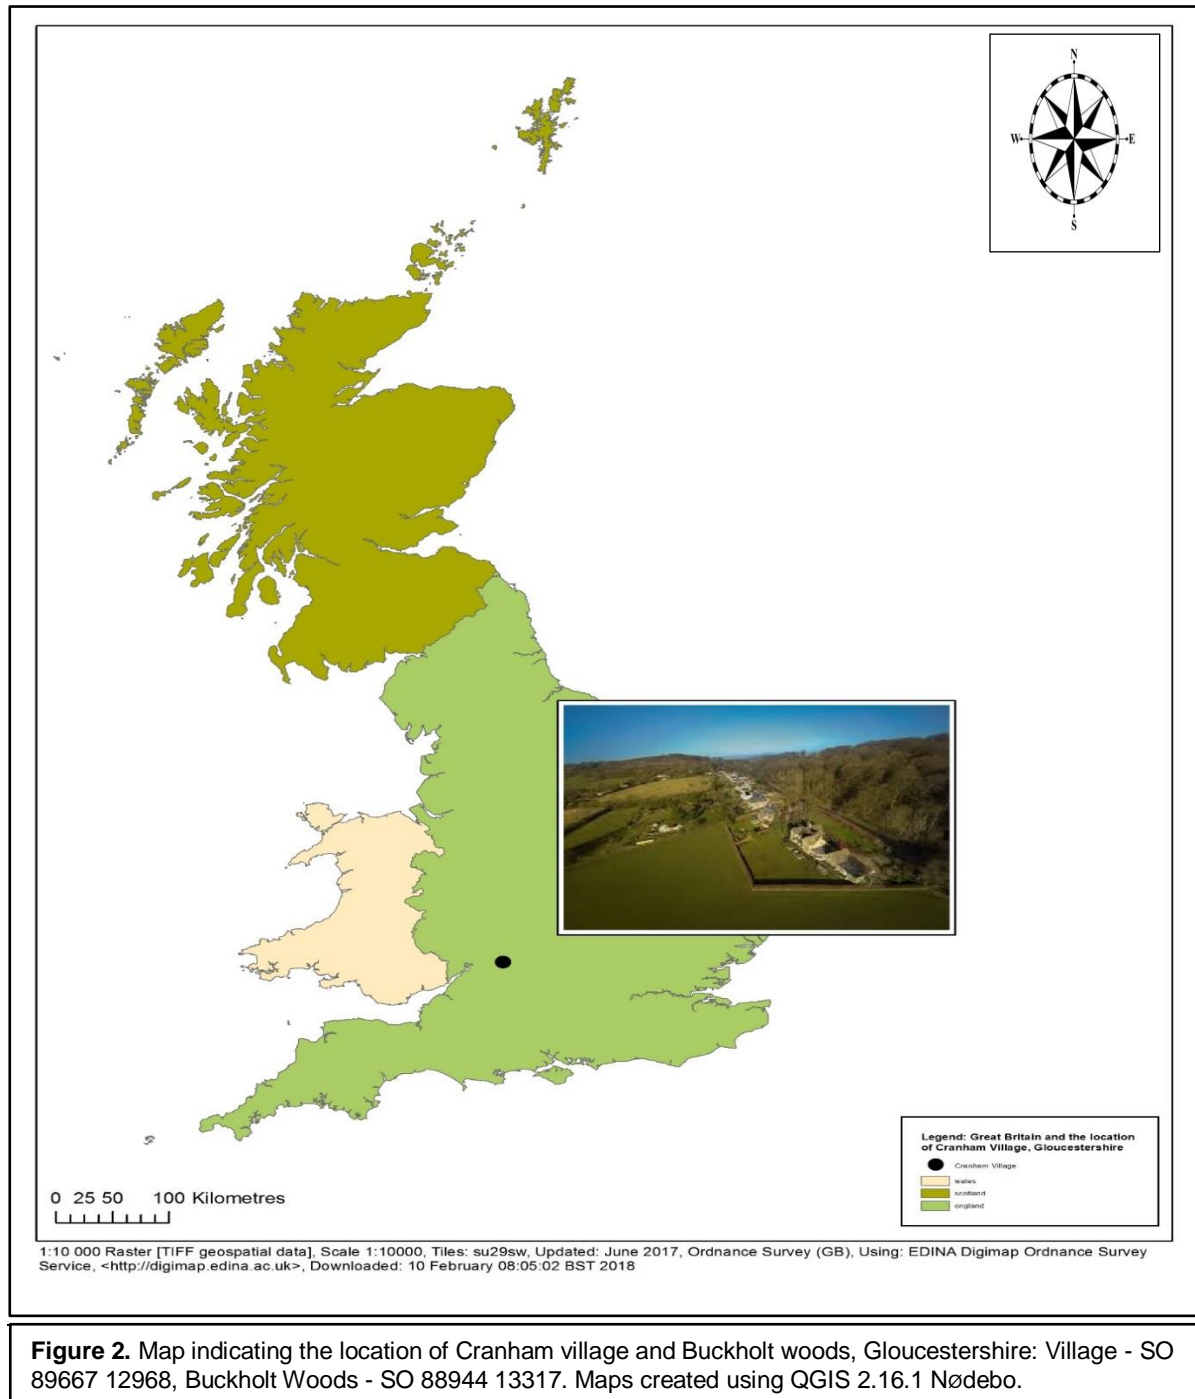 N
W E
S
Legend: Great Britain and the location
of Cranham Village, Gloucestershire
Cranham Village
wales
scotland
england
0 25 50 100 Kilometres
1:10 000 Raster [TIFF geospatial data], Scale 1:10000, Tiles: su29sw, Updated: June 2017, Ordnance Survey (GB), Using: EDINA Digimap Ordnance Survey
Service, <http://digimap.edina.ac.uk>, Downloaded: 10 February 08:05:02 BST 2018
Figure 2. Map indicating the location of Cranham village and Buckholt woods, Gloucestershire: Village - SO
89667 12968, Buckholt Woods - SO 88944 13317. Maps created using QGIS 2.16.1 Nødebo.